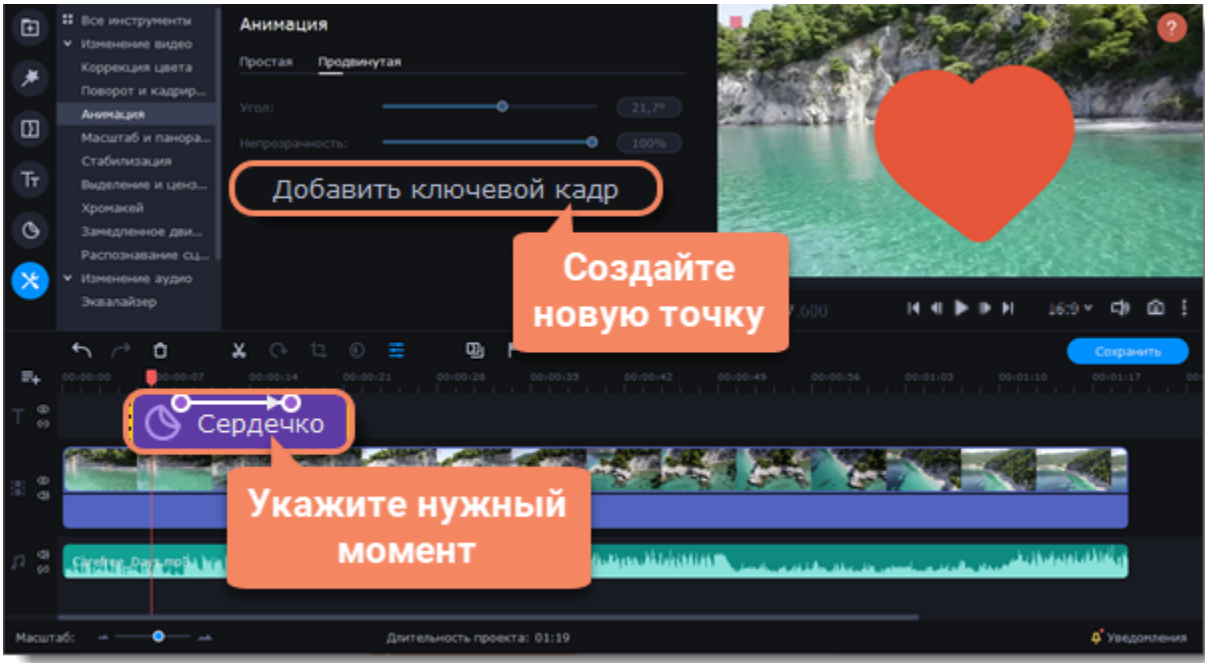 Все инструменты
Изменение видео
Коррекция цвета
Поворот и кадрир...
Анимация
Масштаб и панора...
Стабилизация
Выделение и ценз...
Хромакей
Замедленное дви...
Распознавание сц...
Изменение аудио
Эквалайзер
Анимация
Простая Продвинутая
Угол: 21,7°
Непрозрачность: 100%
Добавить ключевой кадр
Создайте
новую точку
?
7.600
16:9
Сохранить
00:00:00 00:00:07 00:00:14 00:00:21 00:00:28 00:00:35 00:00:42 00:00:49 00:00:56 00:01:03 00:01:10 00:01:17 00:
Сердечко
Укажите нужный
момент
Carefree_Days.mp3
Масштаб:
Длительность проекта: 01:19
Уведомления